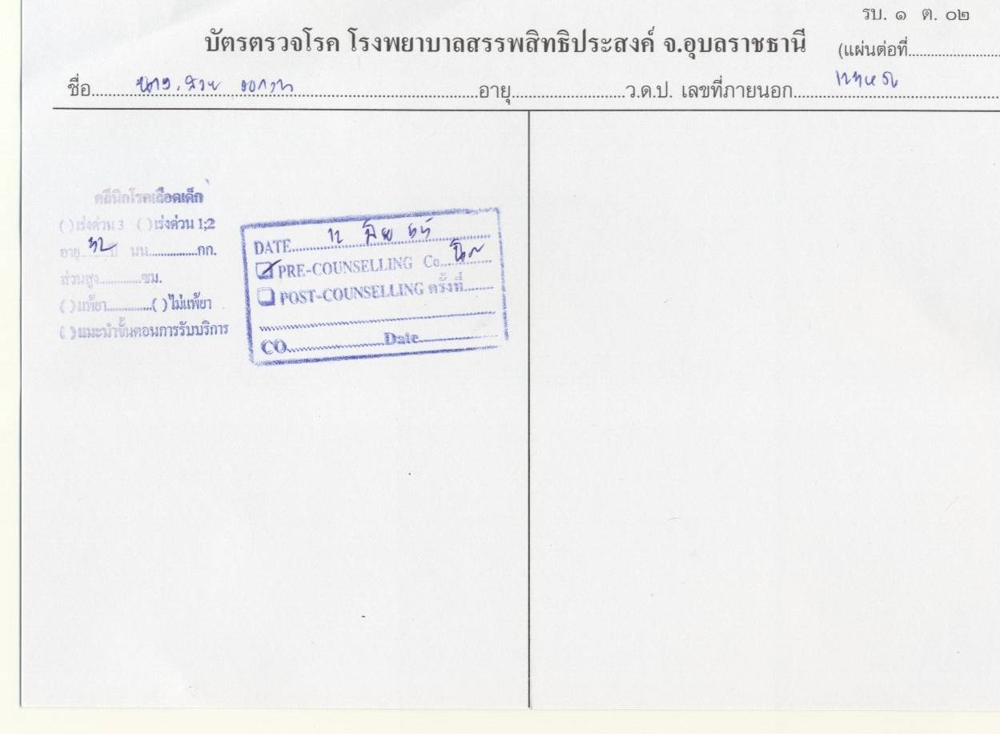 รบ. ๑ ต. ๐๒
บัตรตรวจโรค โรงพยาบาลสรรพสิทธิประสงค์ จ.อุบลราชธานี (แผ่นต่อที่..............
ชื่อ..............อายุ..............ว.ด.ป. เลขที่ภายนอก..............
คลีนิกโรคเลือดเด็ก
( )เร่งด่วน 3 ( )เร่งด่วน 1;2
อายุ 32 ปี นน...............กก.
ส่วนสูง.............ซม.
( )แพ้ยา..............( )ไม่แพ้ยา
( )แนะนำขั้นตอนการรับบริการ
DATE 12
PRE-COUNSELLING Co..............
POST-COUNSELLING ครั้งที่.........
CO..............Date..............